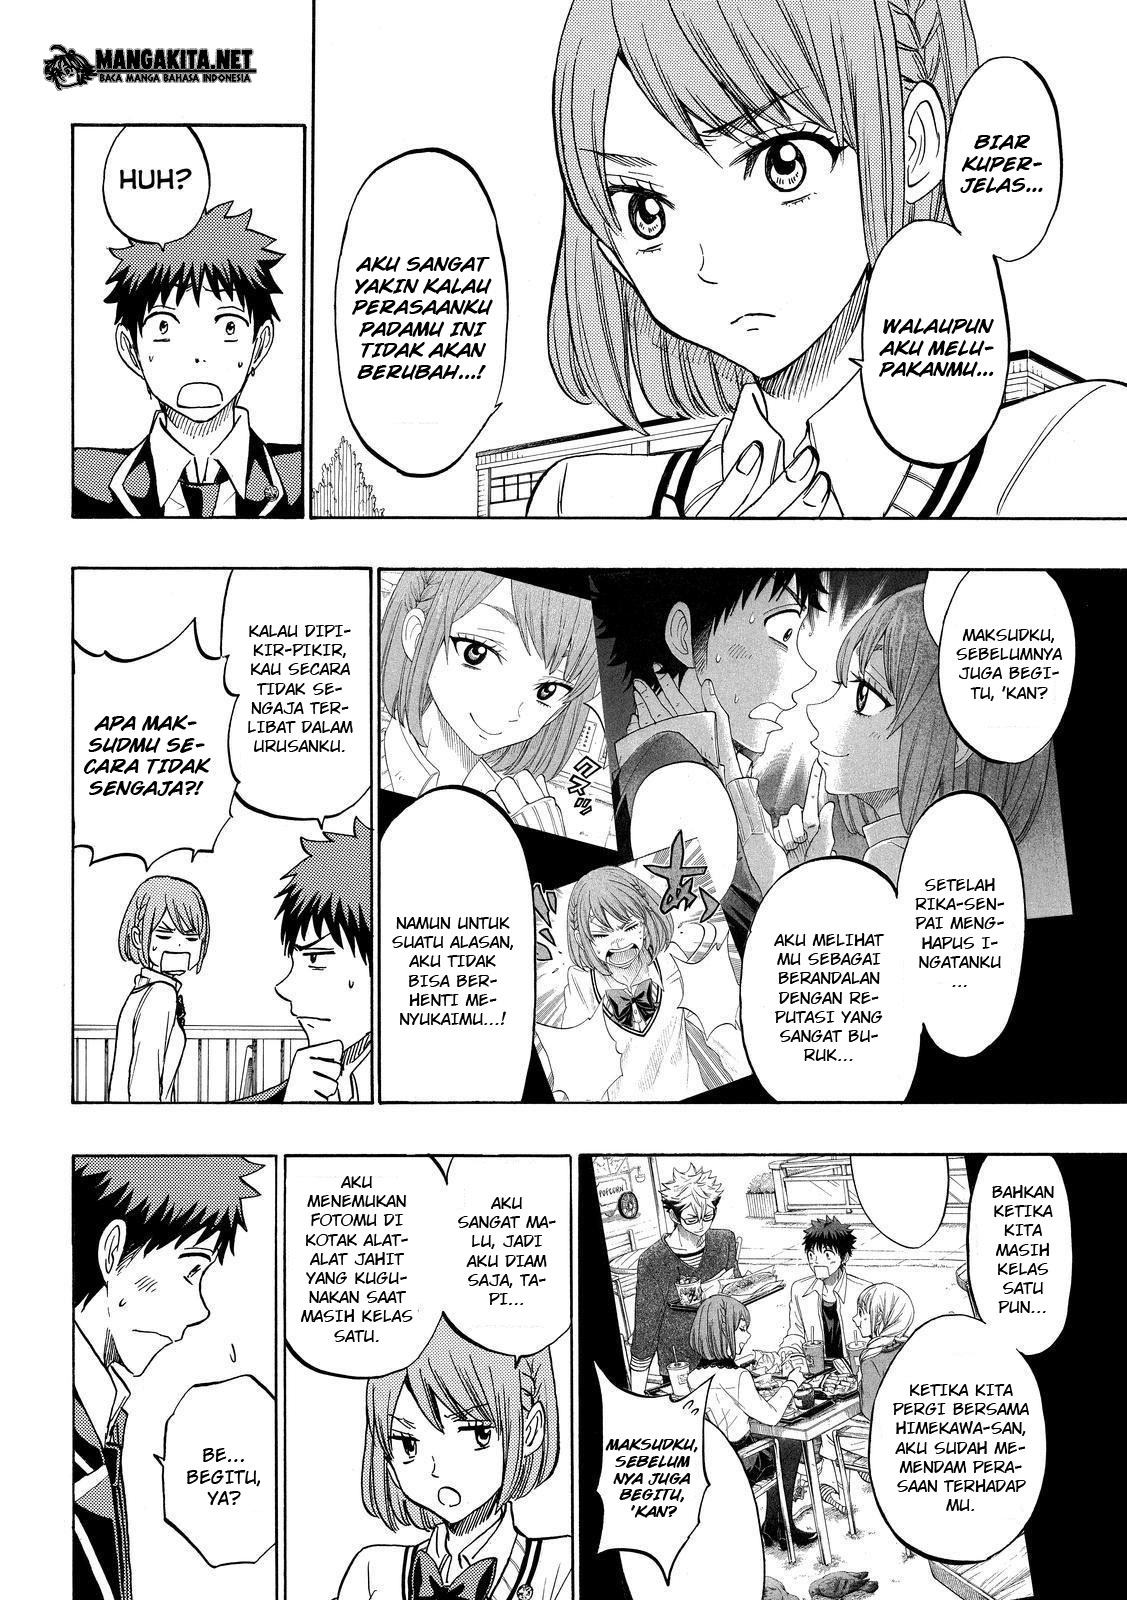 MANGAKITA.NET
BACA MANGA BAHASA INDONESIA
BIAR
KUPER-
JELAS...
WALAUPUN
AKU MELU-
PAKANMU...
AKU SANGAT
YAKIN KALAU
PERASAANKU
PADAMU INI
TIDAK AKAN
BERUBAH...!
HUH?
MAKSUDKU,
SEBELUMNYA
JUGA BEGI-
TU, 'KAN?
SETELAH
RIKA-SEN-
PAI MENG-
HAPUS I-
NGATANKU
...
AKU MELIHAT
MU SEBAGAI
BERANDALAN
DENGAN RE-
PUTASI YANG
SANGAT BU-
RUK...
NAMUN UNTUK
SUATU ALASAN,
AKU TIDAK
BISA BER-
HENTI ME-
NYUKAIMU...!
KALAU DIPI-
KIR-PIKIR,
KAU SECARA
TIDAK SE-
NGAJA TER-
LIBAT DALAM
URUSANKU.
APA MAK-
SUDMU SE-
CARA TIDAK
SENGAJA?!
BAHKAN
KETIKA
KITA
MASIH
KELAS
SATU
PUN...
KETIKA KITA
PERGI BERSAMA
HIMEKAWA-SAN,
AKU SUDAH ME-
MENDAM PERA-
SAAN TERHADAP
MU.
POPCORN
MAKSUDKU,
SEBELUM
NYA JUGA
BEGITU,
'KAN?
AKU
SANGAT MA-
LU, JADI
AKU DIAM
SAJA, TA-
PI...
AKU
MENEMUKAN
FOTOMU DI
KOTAK ALAT-
ALAT JAHIT
YANG KUGU-
NAKAN SAAT
MASIH KELAS
SATU.
BE...
BEGITU,
YA?